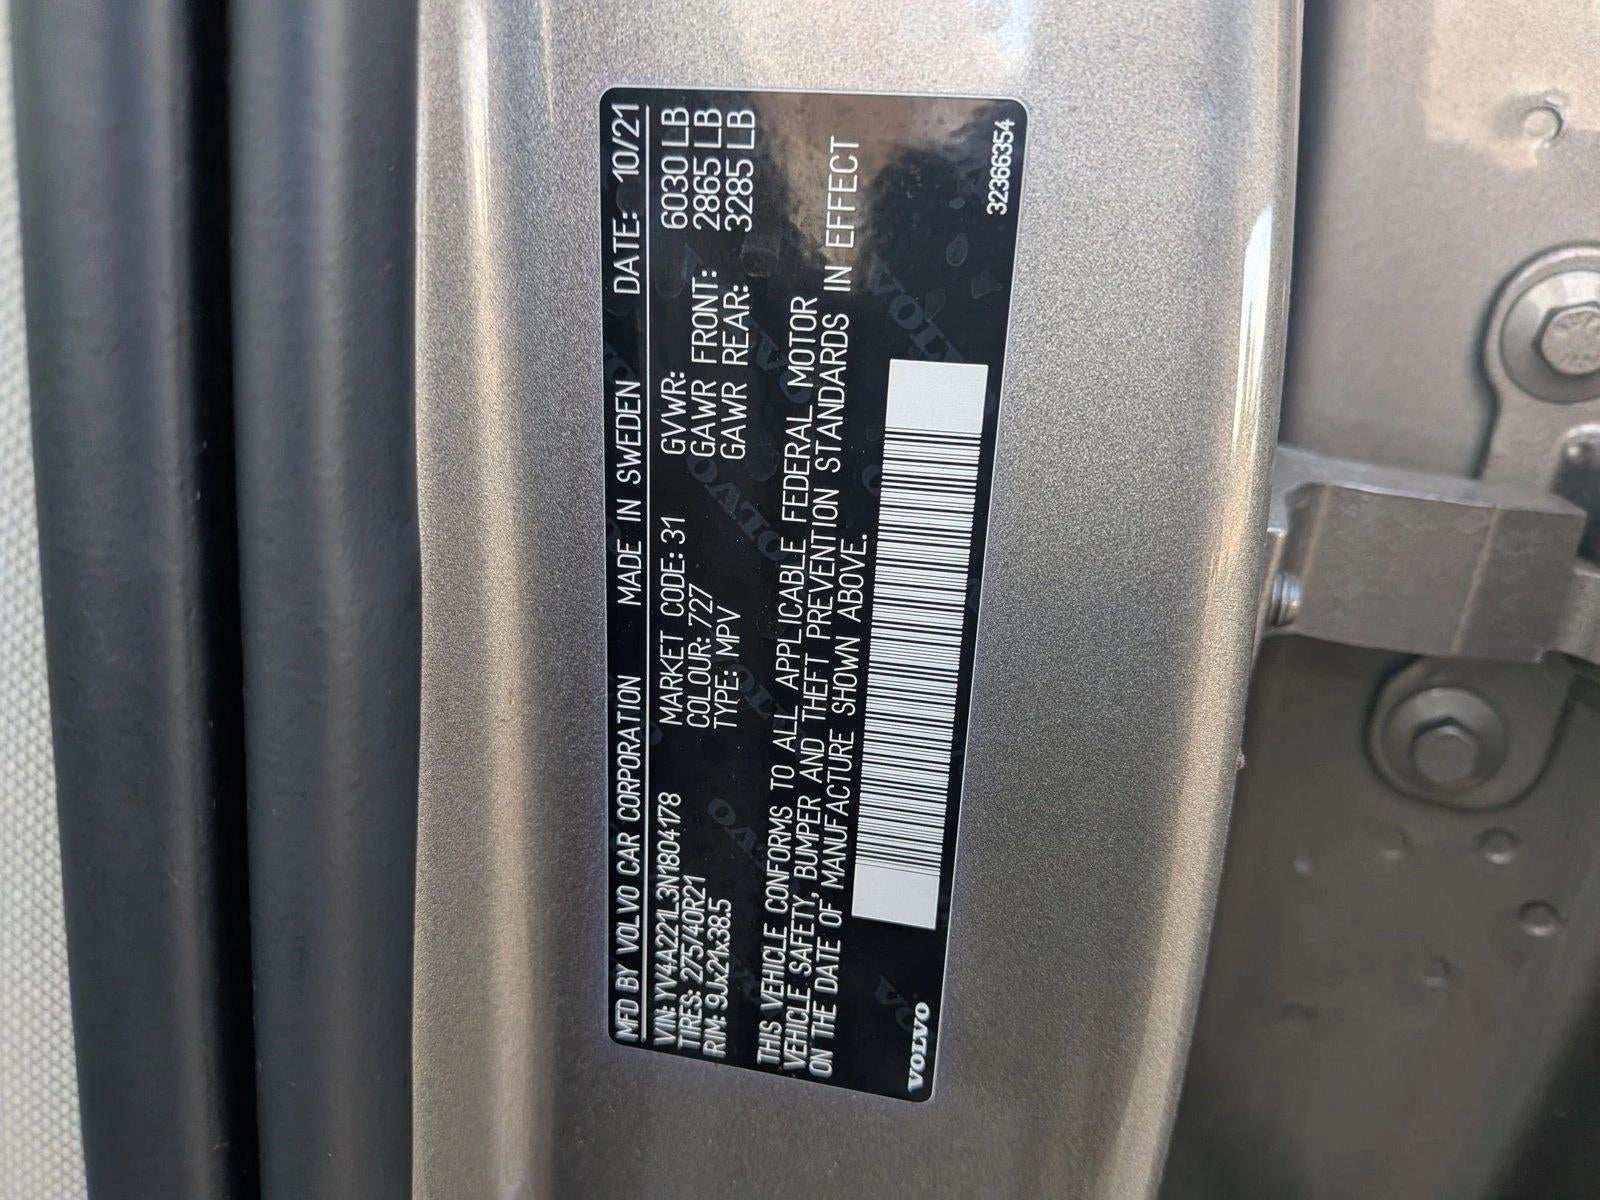 MFD BY VOLVO CAR CORPORATION MADE IN SWEDEN DATE: 10/21
VIN: YV4A221L3N1804178 MARKET CODE: 31 GVWR: 6030 LB
TIRES: 275/40R21 COLOUR: 727 GAWR FRONT: 2865 LB
RIM: 9Jx21x38.5 TYPE: MPV GAWR REAR: 3285 LB
THIS VEHICLE CONFORMS TO ALL APPLICABLE FEDERAL MOTOR
VEHICLE SAFETY, BUMPER AND THEFT PREVENTION STANDARDS IN EFFECT
ON THE DATE OF MANUFACTURE SHOWN ABOVE.
VOLVO 32366354